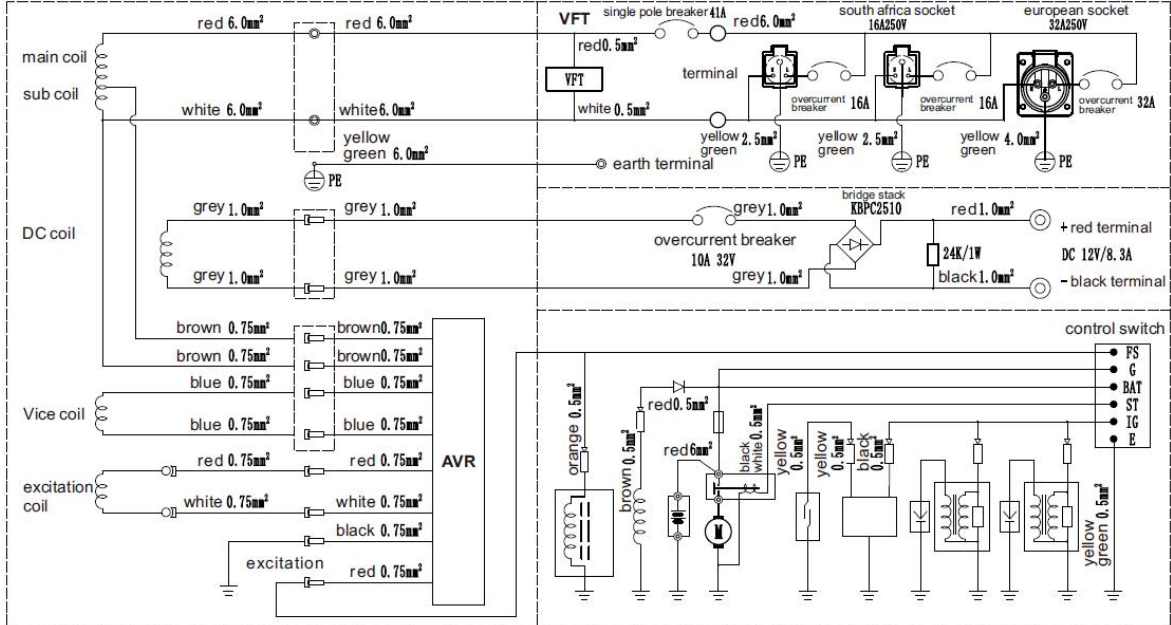 red 6.0mm²
red 6.0mm²
VFT
single pole breaker 41A
red6.0mm²
south africa socket
16A250V
european socket
32A250V
main coil
sub coil
red0.5mm²
VFT
terminal
N
L
N
L
N
L
overcurrent
breaker 16A
overcurrent
breaker 16A
overcurrent
breaker 32A
white 6.0mm²
white6.0mm²
white 0.5mm²
yellow
green 6.0mm²
yellow
green 2.5mm²
yellow
green 2.5mm²
yellow
green 4.0mm²
PE
PE
PE
PE
earth terminal
DC coil
grey 1.0mm²
grey 1.0mm²
grey1.0mm²
bridge stack
KBPC2510
red1.0mm²
overcurrent breaker
10A 32V
+ red terminal
24K/1W
DC 12V/8.3A
grey 1.0mm²
grey 1.0mm²
grey1.0mm²
black1.0mm²
- black terminal
brown 0.75mm²
brown0.75mm²
brown 0.75mm²
brown0.75mm²
Vice coil
blue 0.75mm²
blue 0.75mm²
blue 0.75mm²
blue 0.75mm²
AVR
excitation
coil
red 0.75mm²
red 0.75mm²
white 0.75mm²
white 0.75mm²
black 0.75mm²
excitation
red 0.75mm²
control switch
FS
G
BAT
ST
IG
E
orange 0.5mm²
brown 0.5mm²
red0.5mm²
red6mm²
black
white0.5mm²
M
yellow
0.5mm²
yellow
0.5mm²
black
0.5mm²
yellow
green 0.5mm²